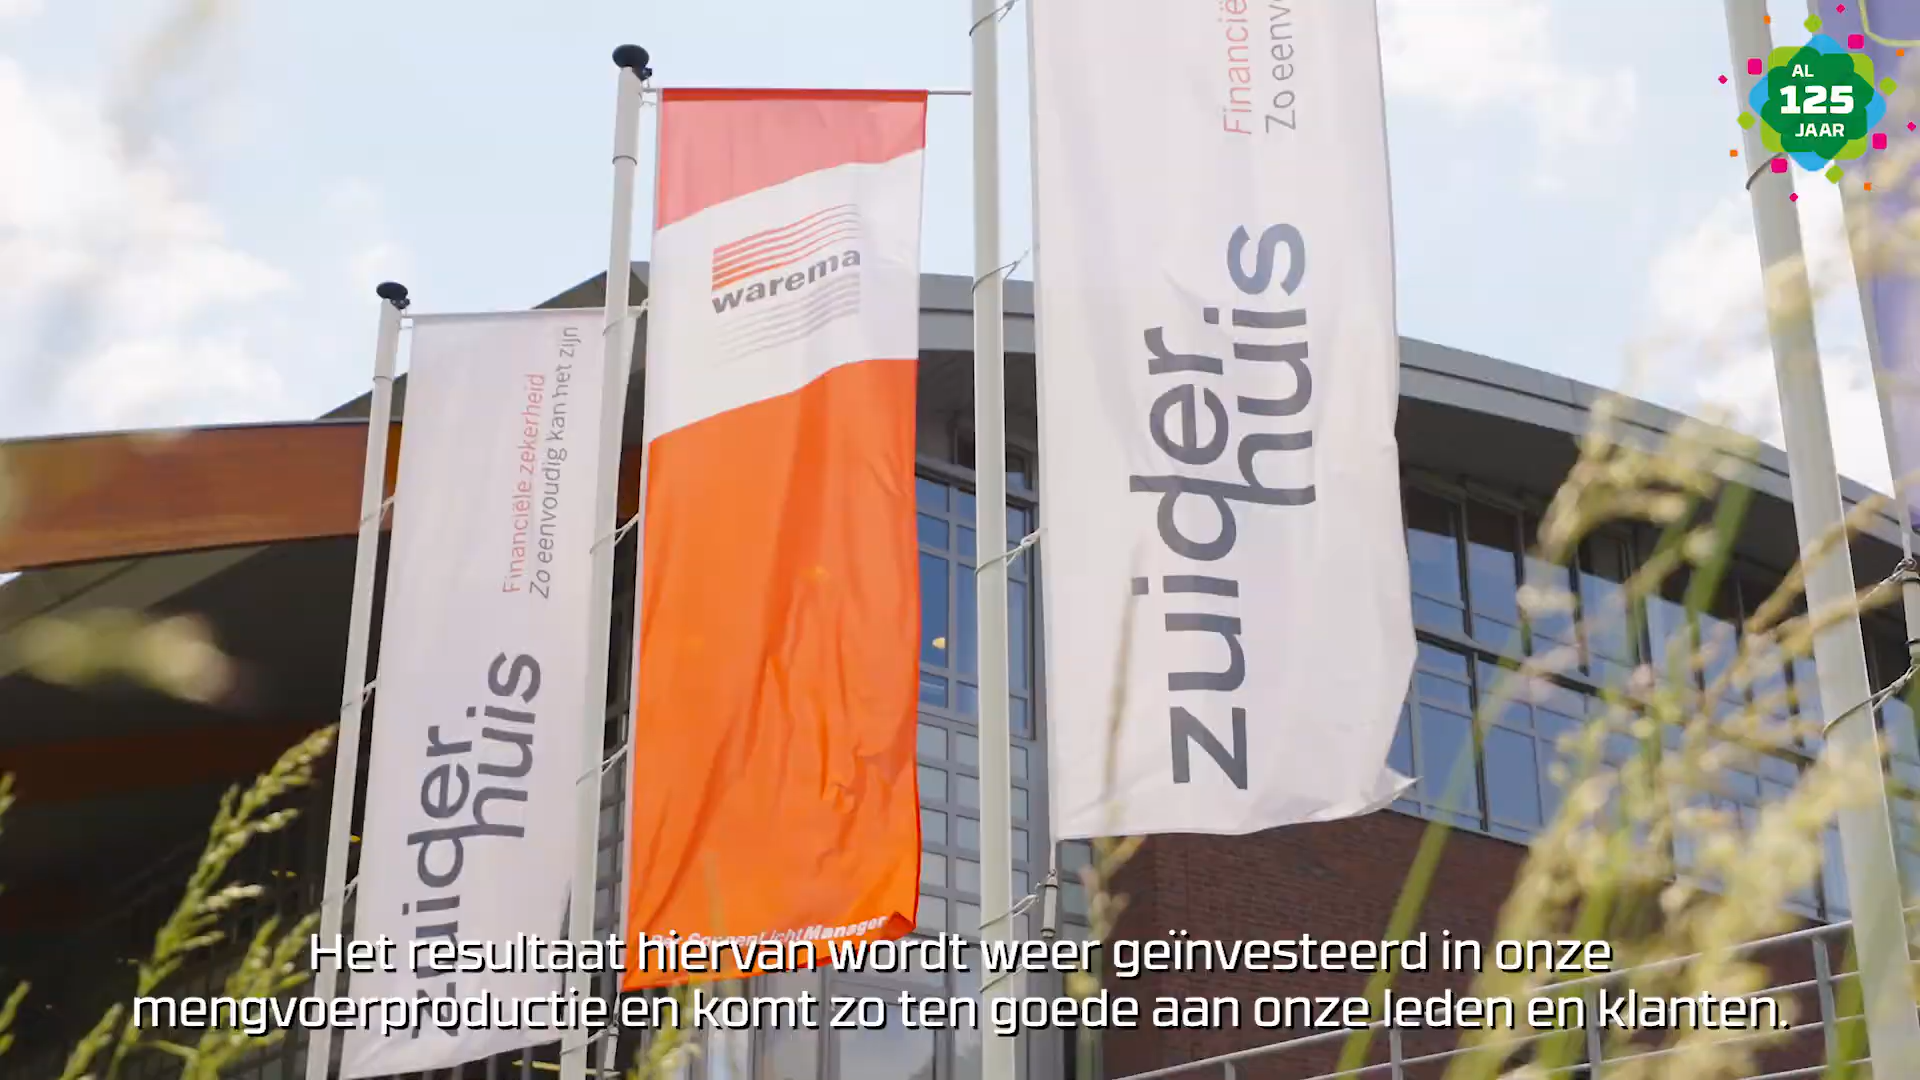 AL
125
JAAR
Financië
Zo eenv
zuider
huis
warema
SonnenLichtManager
Financiële zekerheid
Zo eenvoudig kan het zijn
zuider
huis
Het resultaat hiervan wordt weer geïnvesteerd in onze
mengvoerproductie en komt zo ten goede aan onze leden en klanten.